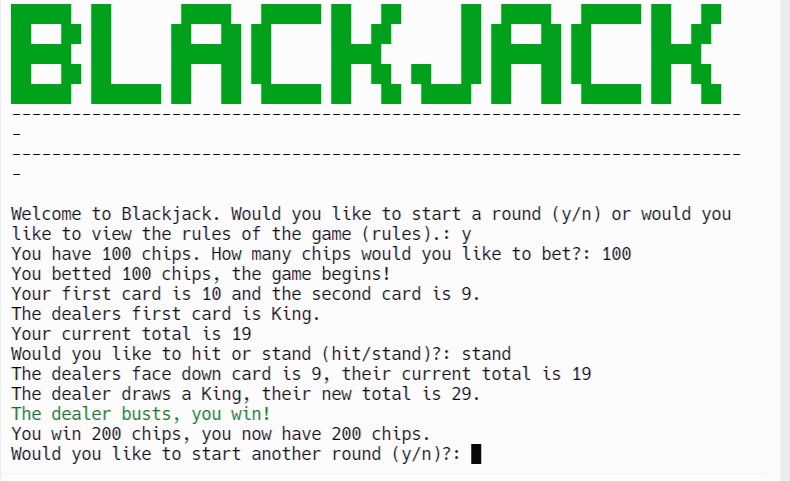 BLACKJACK
-------------------------------------------------------------------------
-
-------------------------------------------------------------------------
-
Welcome to Blackjack. Would you like to start a round (y/n) or would you
like to view the rules of the game (rules).: y
You have 100 chips. How many chips would you like to bet?: 100
You betted 100 chips, the game begins!
Your first card is 10 and the second card is 9.
The dealers first card is King.
Your current total is 19
Would you like to hit or stand (hit/stand)?: stand
The dealers face down card is 9, their current total is 19
The dealer draws a King, their new total is 29.
The dealer busts, you win!
You win 200 chips, you now have 200 chips.
Would you like to start another round (y/n)?: